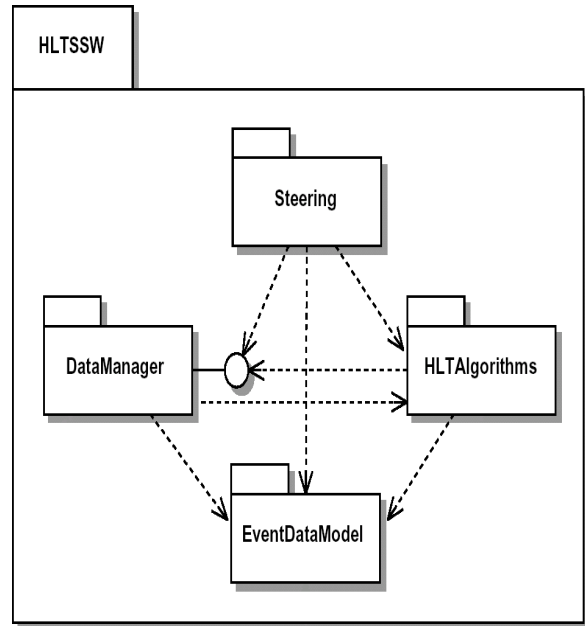 HLTSSW
Steering
DataManager
HLTAlgorithms
EventDataModel